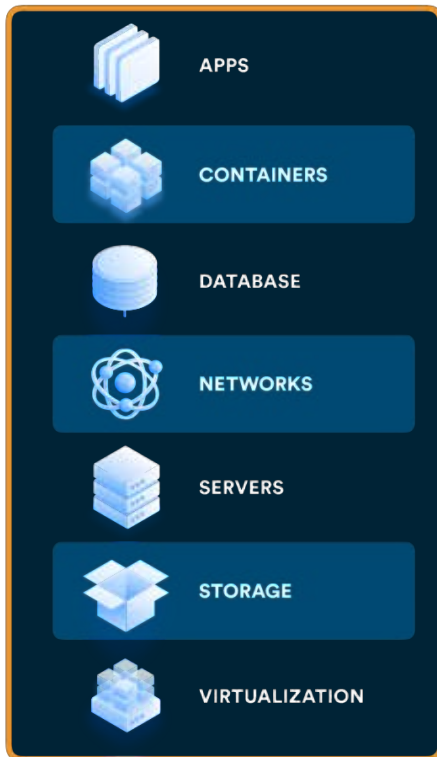 APPS
CONTAINERS
DATABASE
NETWORKS
SERVERS
STORAGE
VIRTUALIZATION